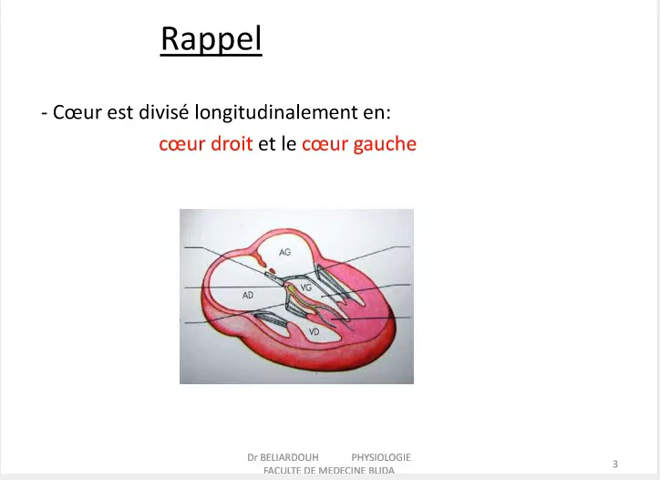 Rappel
- Cœur est divisé longitudinalement en:
cœur droit et le cœur gauche
AG
AD
VG
VD
Dr BELIARDOUH PHYSIOLOGIE
FACULTE DE MEDECINE BLIDA
3